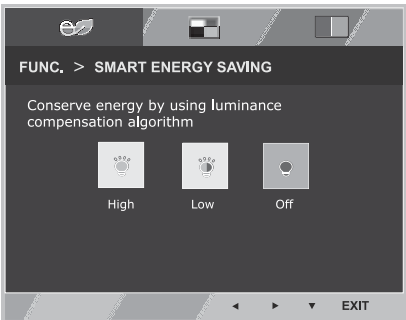 FUNC. > SMART ENERGY SAVING
Conserve energy by using luminance
compensation algorithm
High Low Off
◄ ► ▼ EXIT